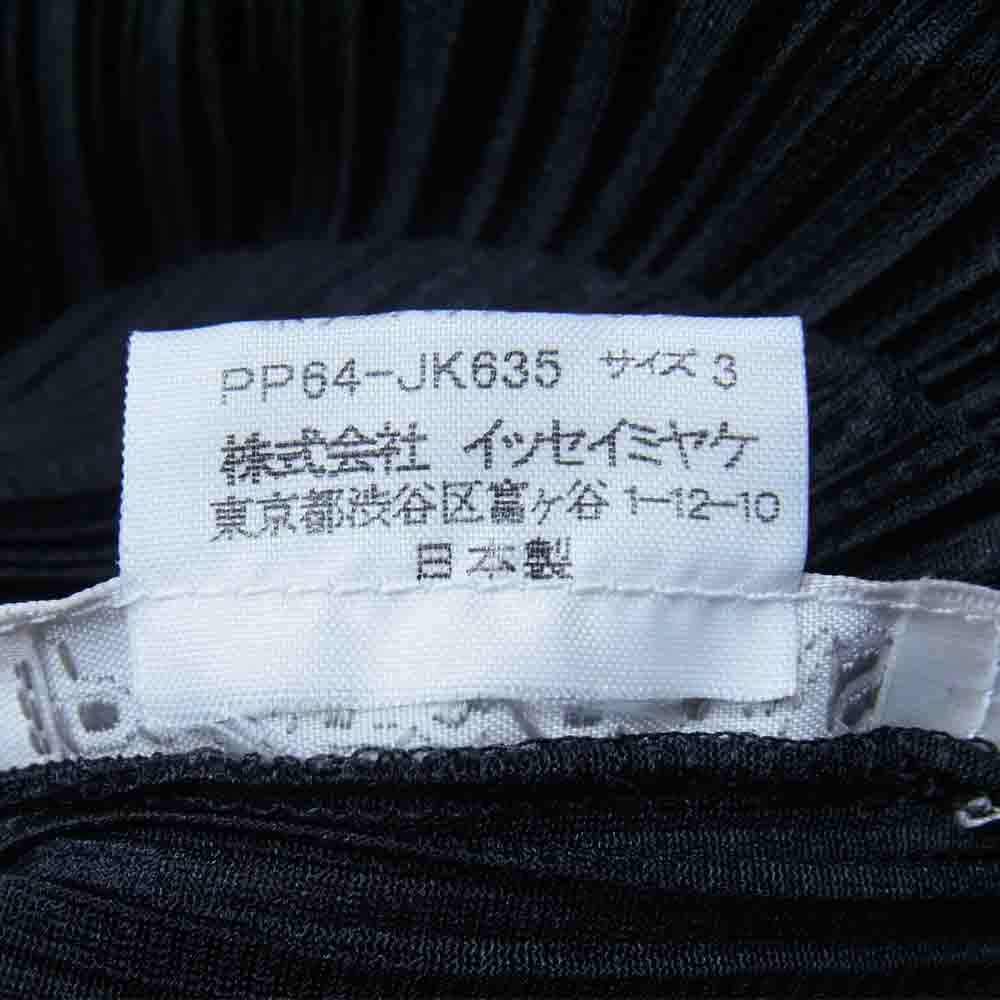 PP64-JK635 サイズ 3
株式会社 イッセイミヤケ
東京都渋谷区富ヶ谷 1-12-10
日本製